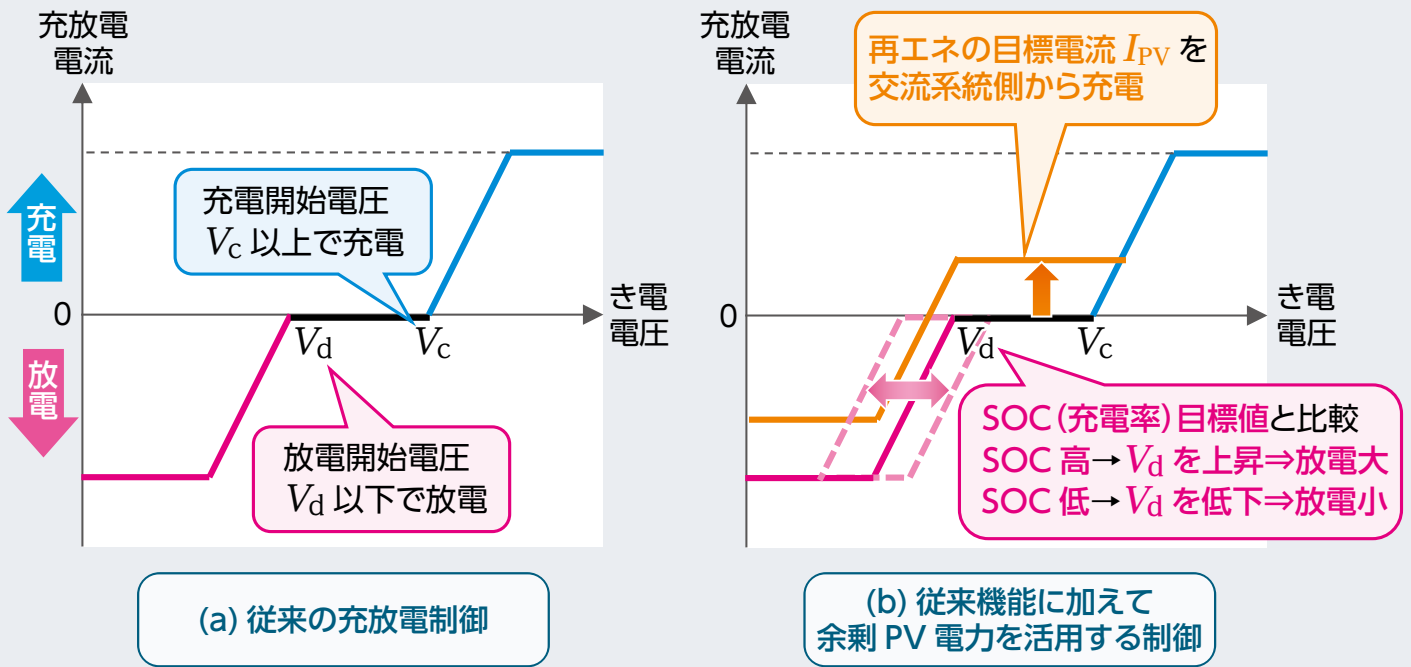 充放電
電流
充電
放電
0
充電開始電圧
Vc 以上で充電
Vd
Vc
き電
電圧
放電開始電圧
Vd 以下で放電
(a) 従来の充放電制御
充放電
電流
再エネの目標電流 IPV を
交流系統側から充電
0
Vd
Vc
き電
電圧
SOC(充電率)目標値と比較
SOC 高→Vd を上昇⇒放電大
SOC 低→Vd を低下⇒放電小
(b) 従来機能に加えて
余剰 PV 電力を活用する制御